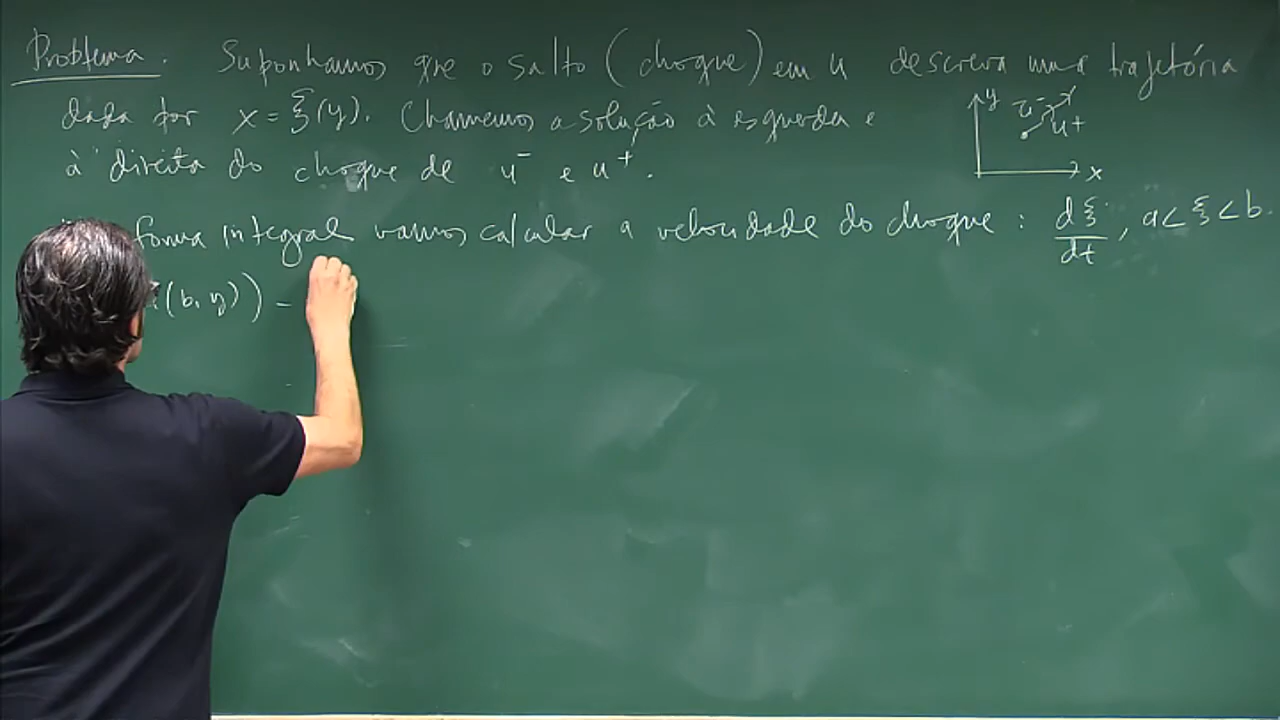 Problema. Suponhamos que o salto (choque) em u descreva uma trajetória
dada por x = ξ(y). Chamemos a solução à esquerda e
à direita do choque de u⁻ e u⁺.
forma integral vamos calcular a velocidade do choque : dξ/dt, a < ξ < b.
(b, y)) -
y
u⁻
u⁺
x